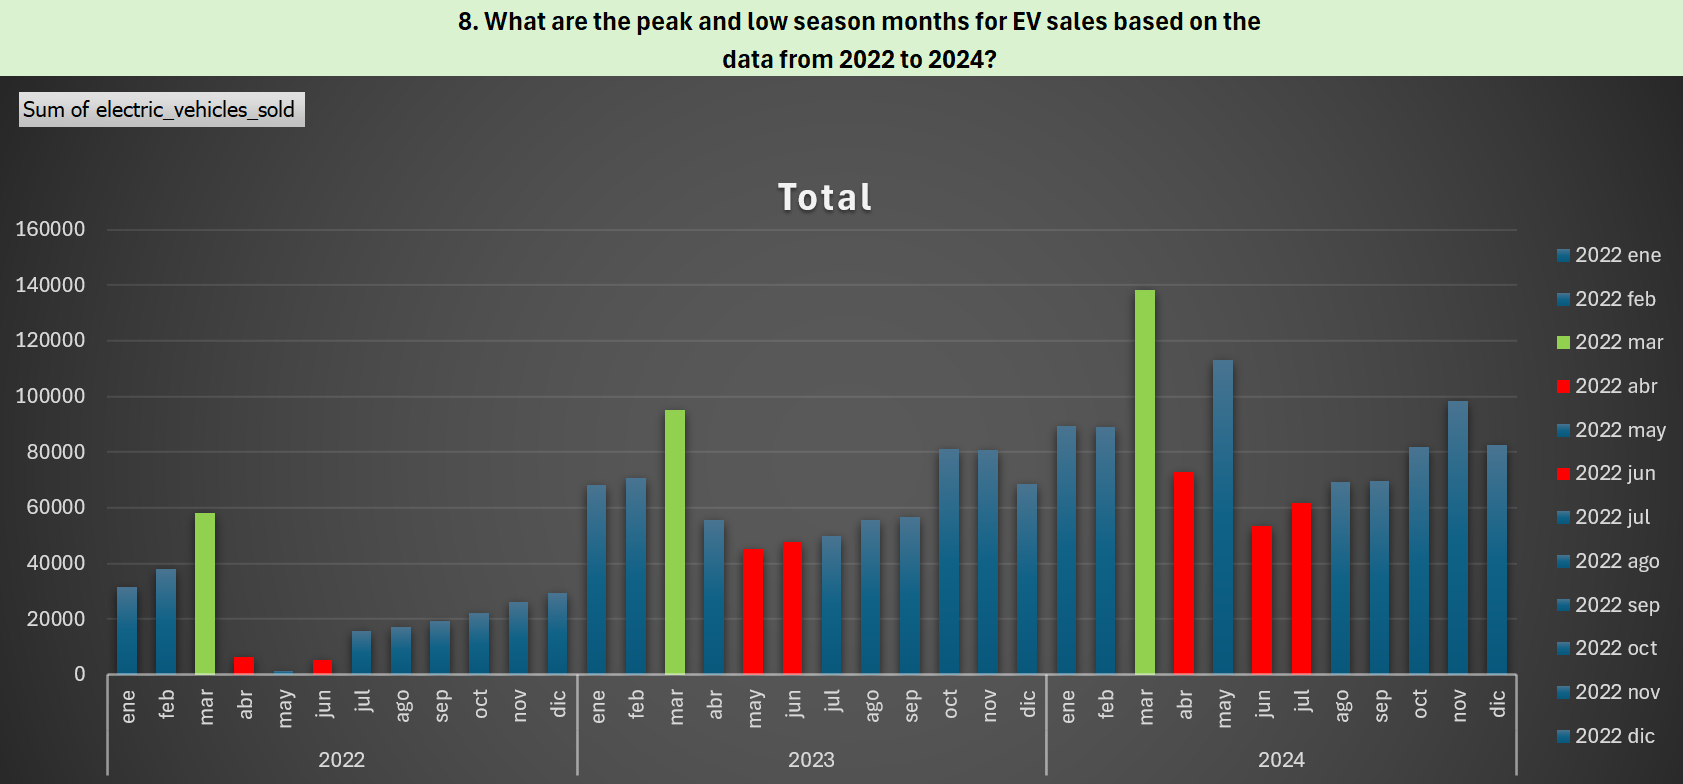 8. What are the peak and low season months for EV sales based on the
data from 2022 to 2024?
Sum of electric_vehicles_sold
Total
160000
140000
120000
100000
80000
60000
40000
20000
0
ene feb mar abr may jun jul ago sep oct nov dic ene feb mar abr may jun jul ago sep oct nov dic ene feb mar abr may jun jul ago sep oct nov dic
2022 2023 2024
2022 ene
2022 feb
2022 mar
2022 abr
2022 may
2022 jun
2022 jul
2022 ago
2022 sep
2022 oct
2022 nov
2022 dic